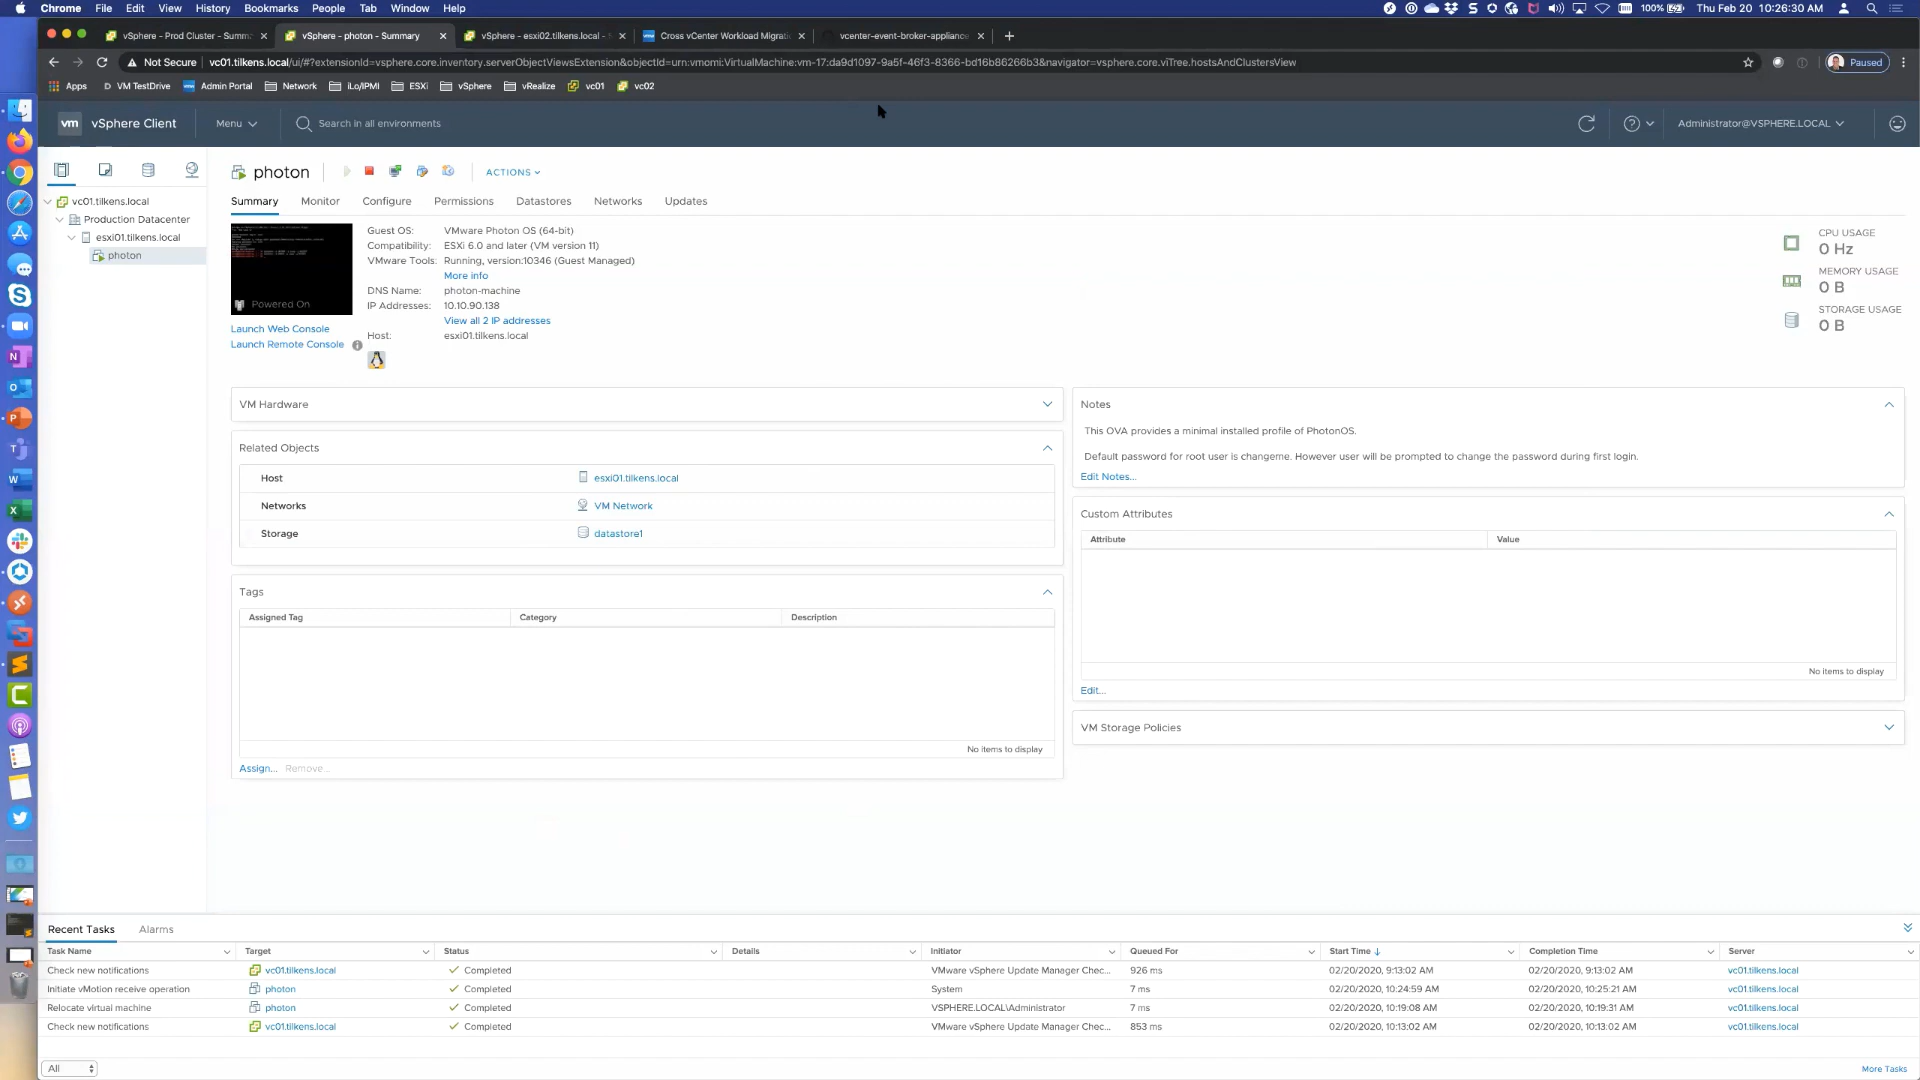 Chrome File Edit View History Bookmarks People Tab Window Help 100% Thu Feb 20 10:26:30 AM
vSphere - Prod Cluster - Summ vSphere - photon - Summary vSphere - esxi02.tilkens.local - Cross vCenter Workload Migrati vcenter-event-broker-appliance
Not Secure vc01.tilkens.local/ui/#?extensionId=vsphere.core.inventory.serverObjectViewsExtension&objectId=urn:vmomi:VirtualMachine:vm-17:da9d1097-9a5f-46f3-8366-bd16b86266b3&navigator=vsphere.core.viTree.hostsAndClustersView Paused
Apps VM TestDrive Admin Portal Network iLo/IPMI ESXi vSphere vRealize vc01 vc02
vm vSphere Client Menu Search in all environments Administrator@VSPHERE.LOCAL
photon ACTIONS
vc01.tilkens.local
Production Datacenter
esxi01.tilkens.local
photon
Summary Monitor Configure Permissions Datastores Networks Updates
Powered On
Launch Web Console
Launch Remote Console
Guest OS: VMware Photon OS (64-bit)
Compatibility: ESXi 6.0 and later (VM version 11)
VMware Tools: Running, version:10346 (Guest Managed)
More info
DNS Name: photon-machine
IP Addresses: 10.10.90.138
View all 2 IP addresses
Host: esxi01.tilkens.local
CPU USAGE
0 Hz
MEMORY USAGE
0 B
STORAGE USAGE
0 B
VM Hardware
Related Objects
Host esxi01.tilkens.local
Networks VM Network
Storage datastore1
Tags
Assigned Tag Category Description
No items to display
Assign... Remove...
Notes
This OVA provides a minimal installed profile of PhotonOS.
Default password for root user is changeme. However user will be prompted to change the password during first login.
Edit Notes...
Custom Attributes
Attribute Value
No items to display
Edit...
VM Storage Policies
Recent Tasks Alarms
Task Name Target Status Details Initiator Queued For Start Time Completion Time Server
Check new notifications vc01.tilkens.local Completed VMware vSphere Update Manager Chec... 926 ms 02/20/2020, 9:13:02 AM 02/20/2020, 9:13:02 AM vc01.tilkens.local
Initiate vMotion receive operation photon Completed System 7 ms 02/20/2020, 10:24:59 AM 02/20/2020, 10:25:21 AM vc01.tilkens.local
Relocate virtual machine photon Completed VSPHERE.LOCAL\Administrator 7 ms 02/20/2020, 10:19:08 AM 02/20/2020, 10:19:31 AM vc01.tilkens.local
Check new notifications vc01.tilkens.local Completed VMware vSphere Update Manager Chec... 853 ms 02/20/2020, 10:13:02 AM 02/20/2020, 10:13:02 AM vc01.tilkens.local
All More Tasks